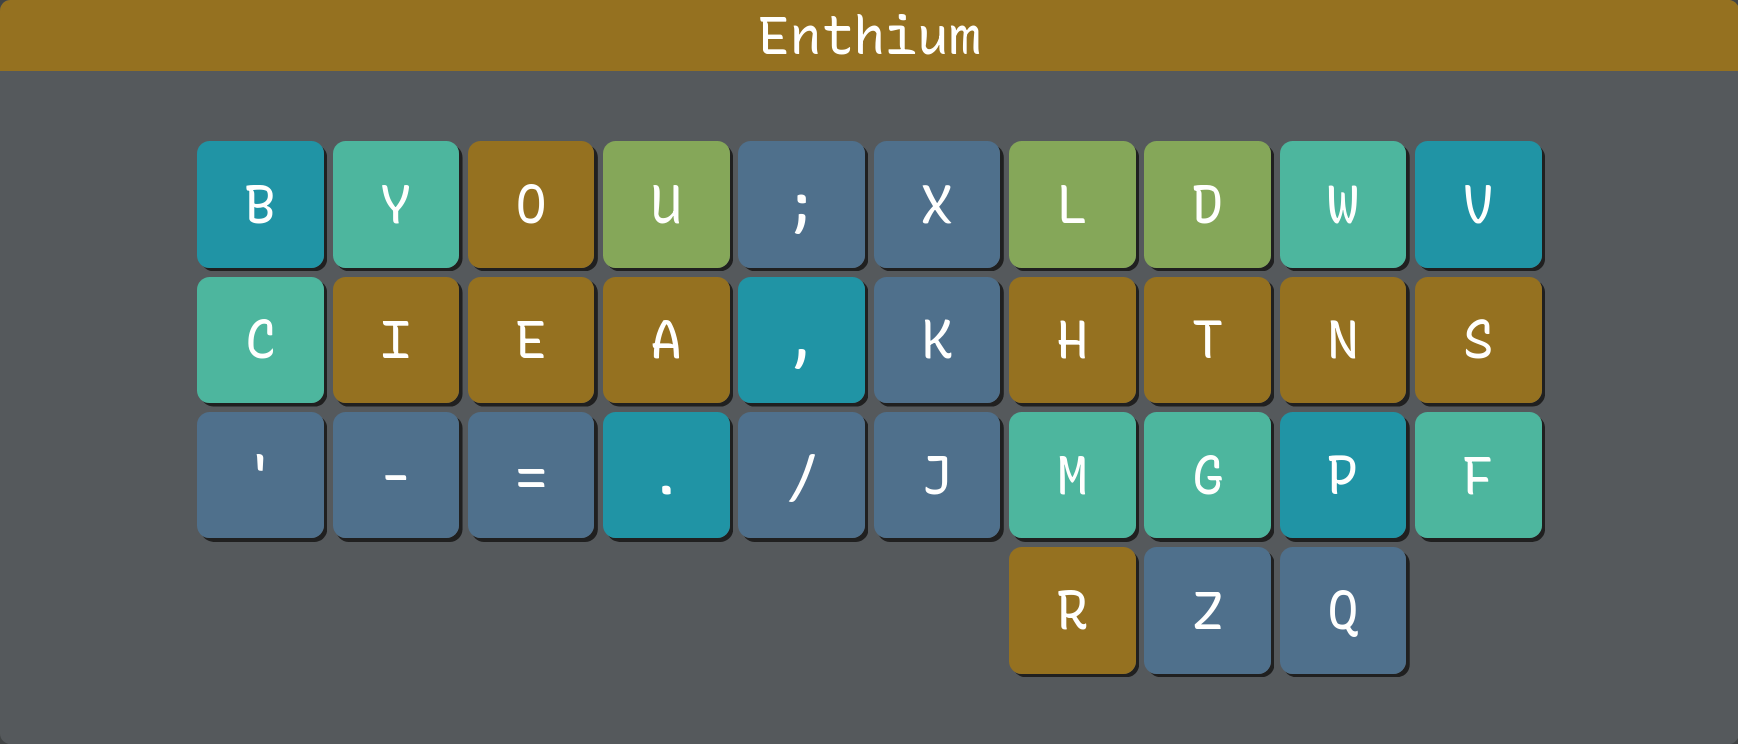 Enthium
B Y O U ; X L D W V
C I E A , K H T N S
' - = . / J M G P F
R Z Q